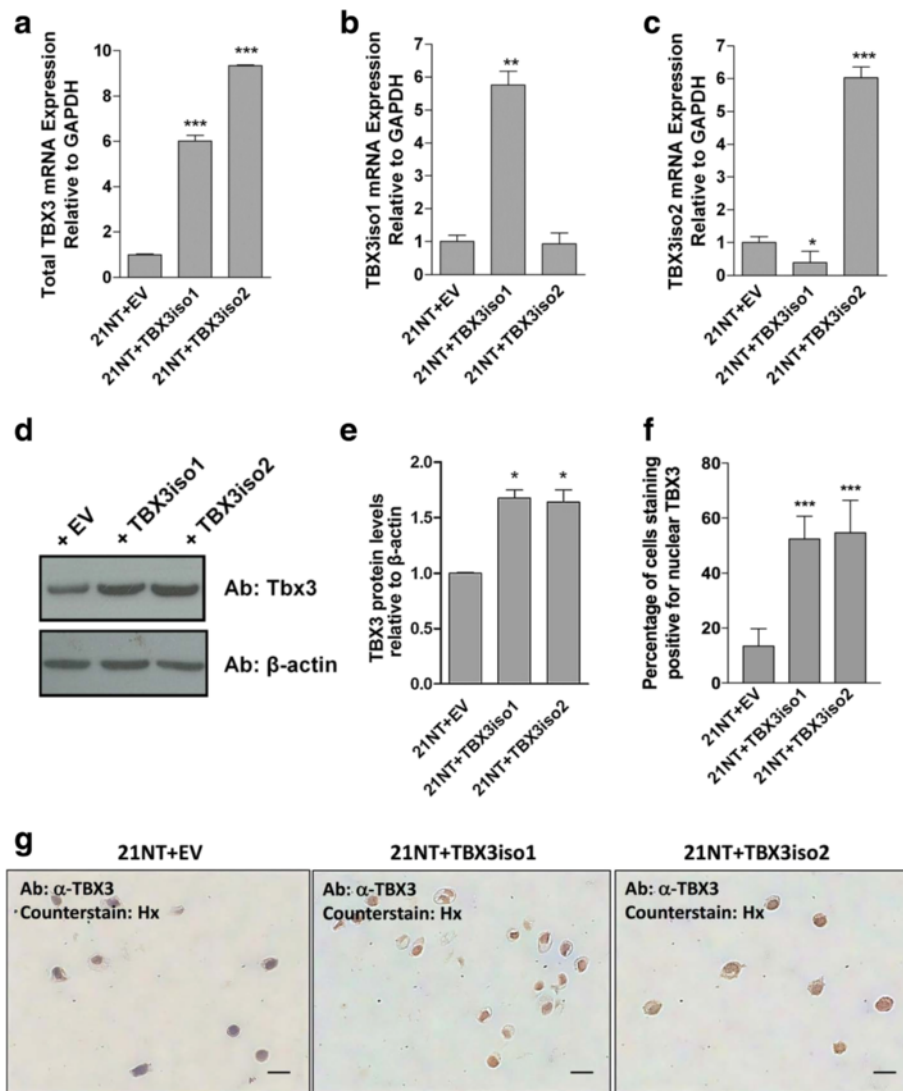 a
Total TBX3 mRNA Expression
Relative to GAPDH
10
8
6
4
2
0
***
***
21NT+EV
21NT+TBX3iso1
21NT+TBX3iso2
b
TBX3iso1 mRNA Expression
Relative to GAPDH
7
6
5
4
3
2
1
0
**
21NT+EV
21NT+TBX3iso1
21NT+TBX3iso2
c
TBX3iso2 mRNA Expression
Relative to GAPDH
7
6
5
4
3
2
1
0
*
***
21NT+EV
21NT+TBX3iso1
21NT+TBX3iso2
d
+ EV
+ TBX3iso1
+ TBX3iso2
Ab: Tbx3
Ab: β-actin
e
TBX3 protein levels
relative to β-actin
2.0
1.5
1.0
0.5
0.0
*
*
21NT+EV
21NT+TBX3iso1
21NT+TBX3iso2
f
Percentage of cells staining
positive for nuclear TBX3
80
60
40
20
0
***
***
21NT+EV
21NT+TBX3iso1
21NT+TBX3iso2
g
21NT+EV
Ab: α-TBX3
Counterstain: Hx
21NT+TBX3iso1
Ab: α-TBX3
Counterstain: Hx
21NT+TBX3iso2
Ab: α-TBX3
Counterstain: Hx